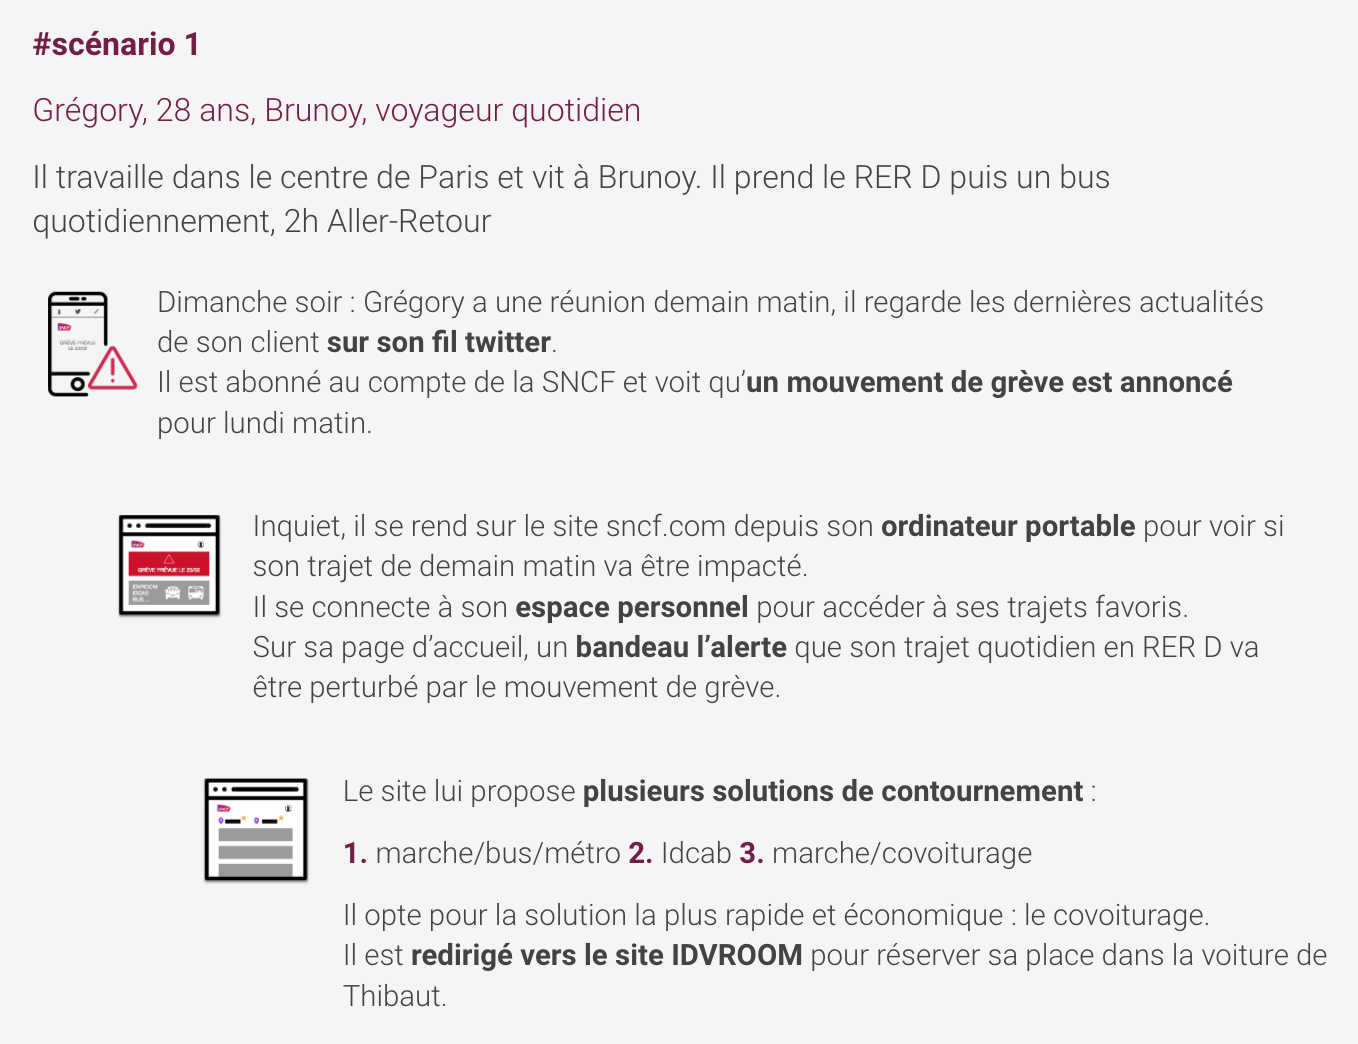 #scénario 1
Grégory, 28 ans, Brunoy, voyageur quotidien
Il travaille dans le centre de Paris et vit à Brunoy. Il prend le RER D puis un bus
quotidiennement, 2h Aller-Retour
SNCF
GRÈVE PRÉVUE
LE 23/02
Dimanche soir : Grégory a une réunion demain matin, il regarde les dernières actualités
de son client sur son fil twitter.
Il est abonné au compte de la SNCF et voit qu’un mouvement de grève est annoncé
pour lundi matin.
SNCF
GRÈVE PRÉVUE LE 23/02
IDVROOM
IDCAB
BUS ...
Inquiet, il se rend sur le site sncf.com depuis son ordinateur portable pour voir si
son trajet de demain matin va être impacté.
Il se connecte à son espace personnel pour accéder à ses trajets favoris.
Sur sa page d’accueil, un bandeau l’alerte que son trajet quotidien en RER D va
être perturbé par le mouvement de grève.
SNCF
Le site lui propose plusieurs solutions de contournement :
1. marche/bus/métro 2. Idcab 3. marche/covoiturage
Il opte pour la solution la plus rapide et économique : le covoiturage.
Il est redirigé vers le site IDVROOM pour réserver sa place dans la voiture de
Thibaut.